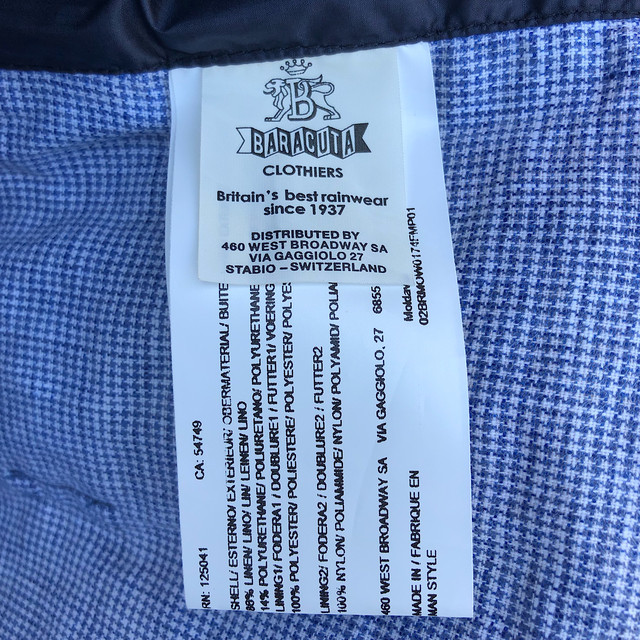 B
BARACUTA
CLOTHIERS
Britain's best rainwear
since 1937
DISTRIBUTED BY
460 WEST BROADWAY SA
VIA GAGGIOLO 27
STABIO – SWITZERLAND
RN: 125041 CA: 54749
SHELL/ ESTERNO/ EXTERIEUR/ OBERMATERIAL/ BUITE
86% LINEN/ LINO/ LIN/ LEINEN/ LINO
14% POLYURETHANE/ POLIURETANO/ POLYURETHANE
LINING1/ FODERA1 / DOUBLURE1 / FUTTER1/ VOERING
100% POLYESTER/ POLIESTERE/ POLYESTER/ POLYES
LINING2/ FODERA2 / DOUBLURE2 / FUTTER2
100% NYLON/ POLIAMMIDE/ NYLON/ POLYAMID/ POLIA
460 WEST BROADWAY SA VIA GAGGIOLO, 27 6855
MADE IN / FABRIQUE EN Moldav
MAN STYLE